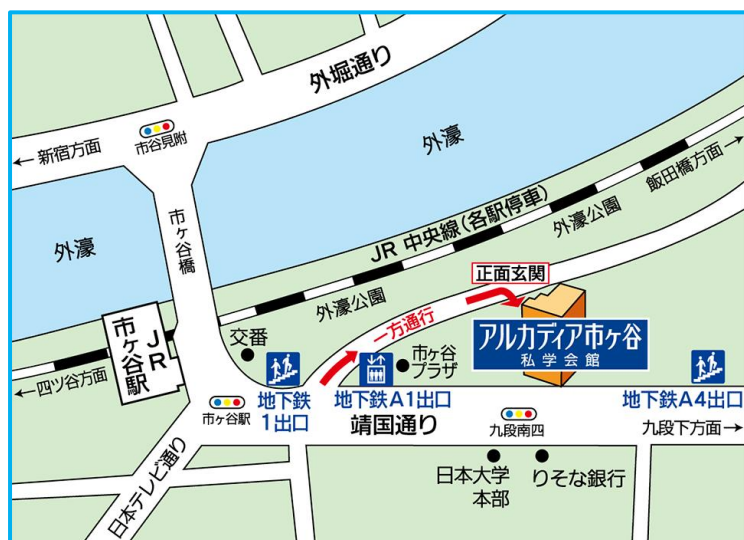 外堀通り
市谷見附
←新宿方面
外濠
飯田橋方面→
市ヶ谷橋
外濠
JR 中央線（各駅停車）
外濠公園
正面玄関
外濠公園
JR
市ヶ谷駅
交番
一方通行
アルカディア市ヶ谷
私学会館
市ヶ谷
プラザ
←四ツ谷方面
市ヶ谷駅
地下鉄
1出口
地下鉄A1出口
地下鉄A4出口
靖国通り
九段南四
九段下方面→
日本テレビ通り
日本大学
本部
りそな銀行